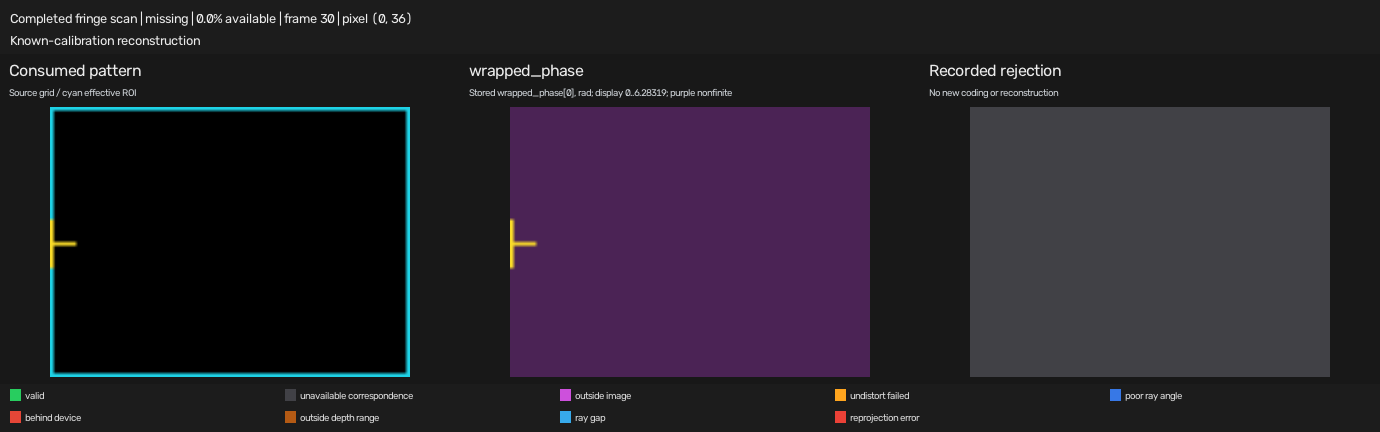 Completed fringe scan | missing | 0.0% available | frame 30 | pixel (0, 36)
Known-calibration reconstruction
Consumed pattern
Source grid / cyan effective ROI
wrapped_phase
Stored wrapped_phase[0], rad; display 0..6.28319; purple nonfinite
Recorded rejection
No new coding or reconstruction
valid
unavailable correspondence
outside image
undistort failed
poor ray angle
behind device
outside depth range
ray gap
reprojection error